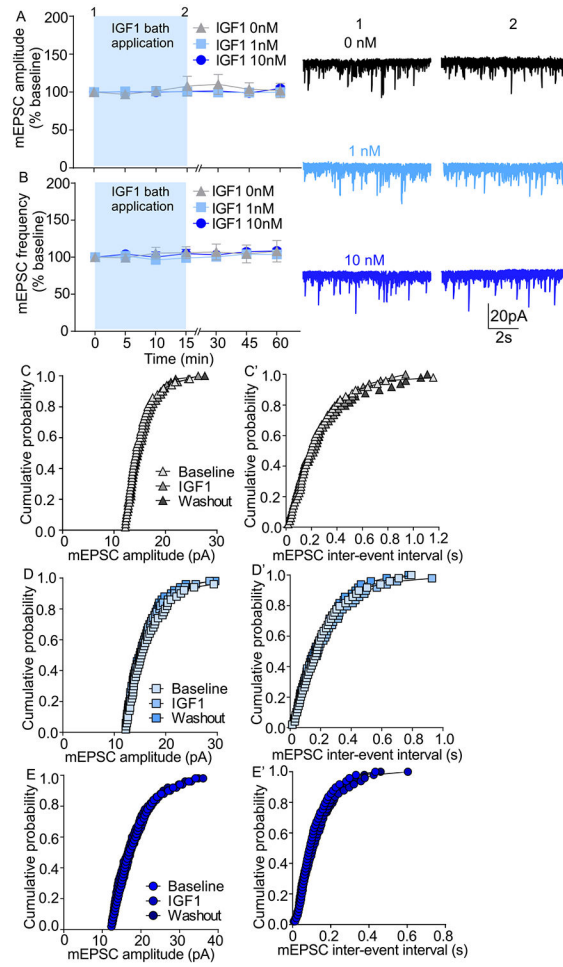 A
1
2
IGF1 bath
application
IGF1 0nM
IGF1 1nM
IGF1 10nM
mEPSC amplitude
(% baseline)
200
150
100
50
0
1
2
0 nM
1 nM
10 nM
20pA
2s
B
IGF1 bath
application
IGF1 0nM
IGF1 1nM
IGF1 10nM
mEPSC frequency
(% baseline)
200
150
100
50
0
0 5 10 15 30 45 60
Time (min)
C
Cumulative probability
1.0
0.8
0.6
0.4
0.2
0.0
Baseline
IGF1
Washout
0 10 20 30
mEPSC amplitude (pA)
C'
Cumulative probability
1.0
0.8
0.6
0.4
0.2
0.0
Baseline
IGF1
Washout
0 0.2 0.4 0.6 0.8 1.0 1.2
mEPSC inter-event interval (s)
D
Cumulative probability
1.0
0.8
0.6
0.4
0.2
0.0
Baseline
IGF1
Washout
0 10 20 30
mEPSC amplitude (pA)
D'
Cumulative probability
1.0
0.8
0.6
0.4
0.2
0.0
Baseline
IGF1
Washout
0 0.2 0.4 0.6 0.8 1.0
mEPSC inter-event interval (s)
E
Cumulative probability
1.0
0.8
0.6
0.4
0.2
0.0
Baseline
IGF1
Washout
0 10 20 30 40
mEPSC amplitude (pA)
E'
Cumulative probability
1.0
0.8
0.6
0.4
0.2
0.0
Baseline
IGF1
Washout
0 0.2 0.4 0.6 0.8
mEPSC inter-event interval (s)